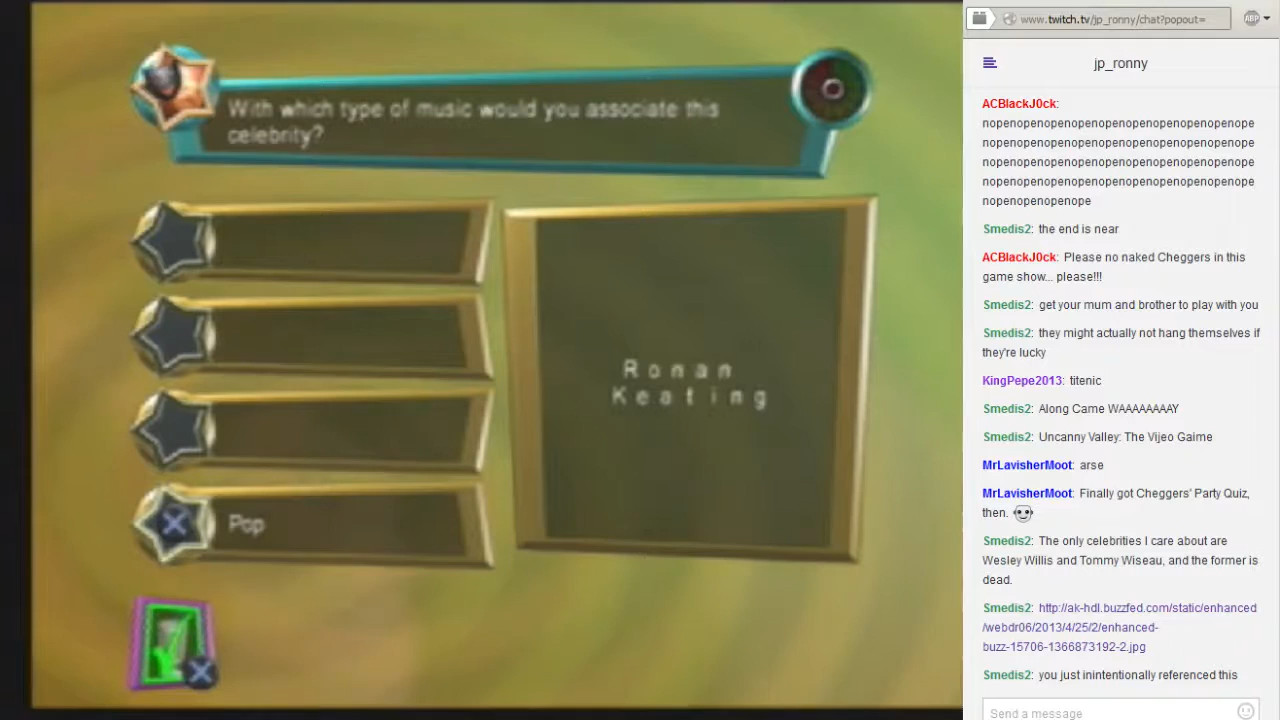 With which type of music would you associate this
celebrity?
Pop
Ronan
Keating
www.twitch.tv/jp_ronny/chat?popout=
ABP
jp_ronny
ACBlackJ0ck:
nopenopenopenopenopenopenopenopenopenope
nopenopenopenopenopenopenopenopenopenope
nopenopenopenopenopenopenopenopenopenope
nopenopenopenopenopenopenopenopenopenope
nopenopenopenope
Smedis2: the end is near
ACBlackJ0ck: Please no naked Cheggers in this
game show... please!!!
Smedis2: get your mum and brother to play with you
Smedis2: they might actually not hang themselves if
they're lucky
KingPepe2013: titenic
Smedis2: Along Came WAAAAAAAY
Smedis2: Uncanny Valley: The Vijeo Gaime
MrLavisherMoot: arse
MrLavisherMoot: Finally got Cheggers' Party Quiz,
then.
Smedis2: The only celebrities I care about are
Wesley Willis and Tommy Wiseau, and the former is
dead.
Smedis2: http://ak-hdl.buzzfed.com/static/enhanced
/webdr06/2013/4/25/2/enhanced-
buzz-15706-1366873192-2.jpg
Smedis2: you just inintentionally referenced this
Send a message